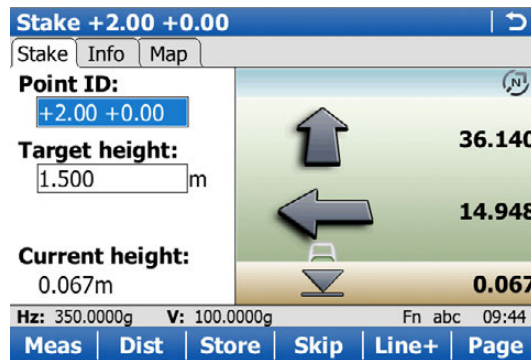 Stake +2.00 +0.00
Stake Info Map
Point ID:
+2.00 +0.00
N
36.140
Target height:
1.500 m
14.948
Current height:
0.067m
0.067
Hz: 350.0000g V: 100.0000g Fn abc 09:44
Meas Dist Store Skip Line+ Page